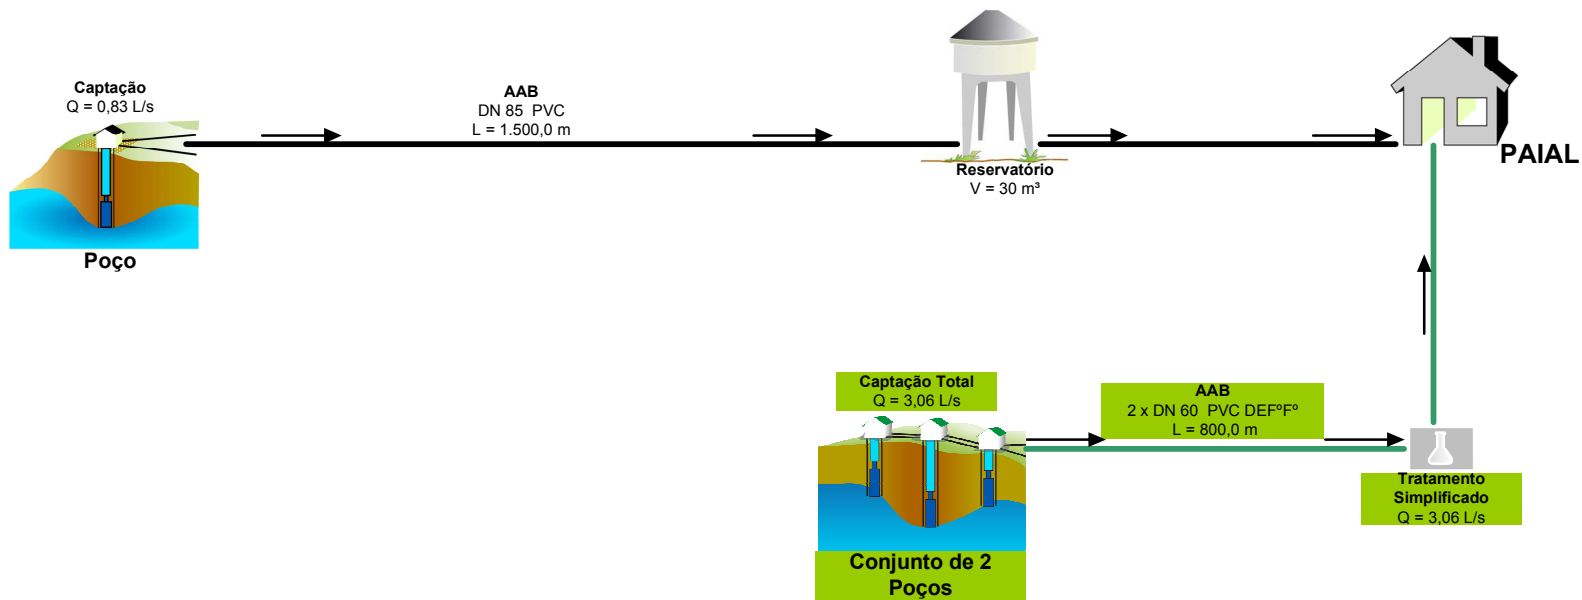 Captação
Q = 0,83 L/s
Poço
AAB
DN 85 PVC
L = 1.500,0 m
Reservatório
V = 30 m³
PAIAL
Captação Total
Q = 3,06 L/s
Conjunto de 2
Poços
AAB
2 x DN 60 PVC DEFºFº
L = 800,0 m
Tratamento
Simplificado
Q = 3,06 L/s